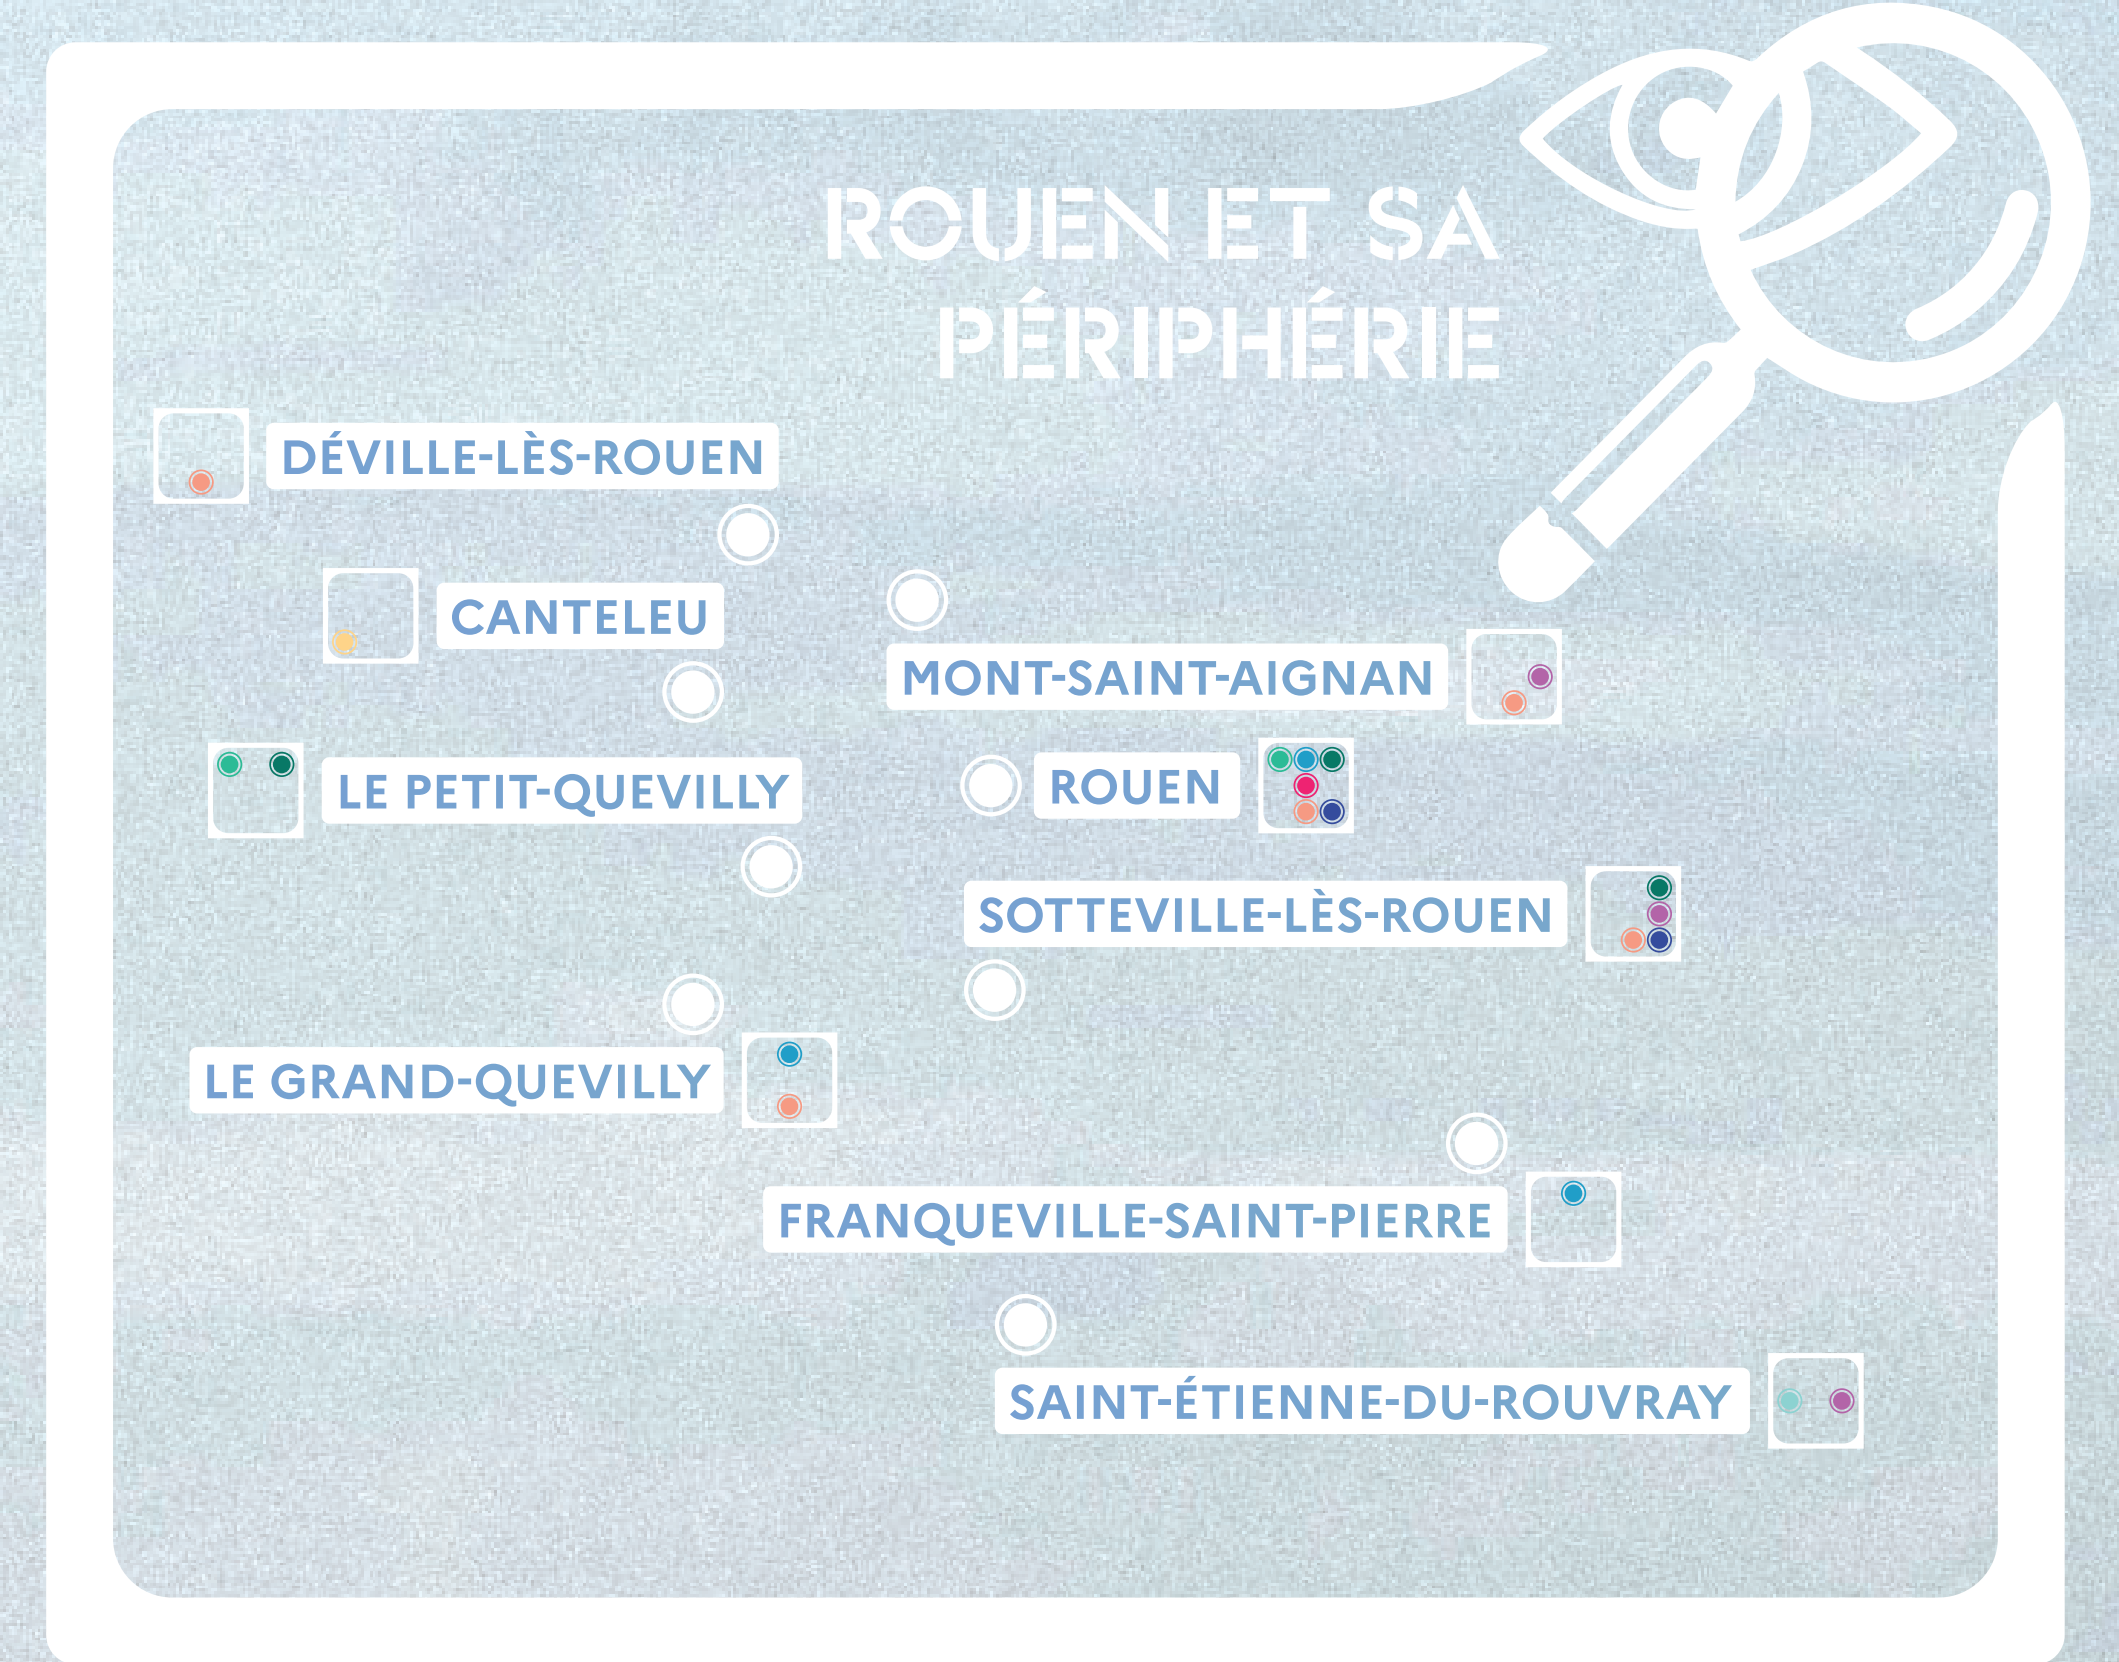 ROUEN ET SA
PÉRIPHÉRIE
DÉVILLE-LÈS-ROUEN
CANTELEU
MONT-SAINT-AIGNAN
LE PETIT-QUEVILLY
ROUEN
SOTTEVILLE-LÈS-ROUEN
LE GRAND-QUEVILLY
FRANQUEVILLE-SAINT-PIERRE
SAINT-ÉTIENNE-DU-ROUVRAY